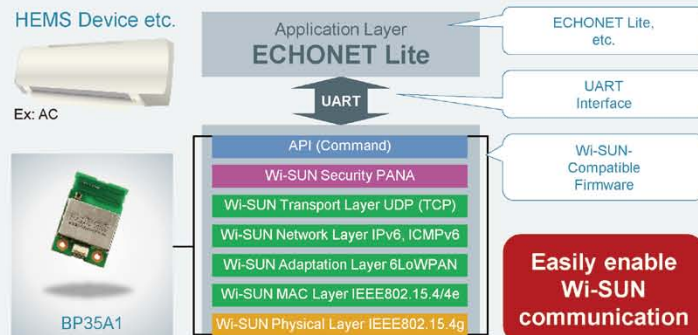 HEMS Device etc.
Ex: AC
BP35A1
Application Layer
ECHONET Lite
UART
API (Command)
Wi-SUN Security PANA
Wi-SUN Transport Layer UDP (TCP)
Wi-SUN Network Layer IPv6, ICMPv6
Wi-SUN Adaptation Layer 6LoWPAN
Wi-SUN MAC Layer IEEE802.15.4/4e
Wi-SUN Physical Layer IEEE802.15.4g
ECHONET Lite,
etc.
UART
Interface
Wi-SUN-
Compatible
Firmware
Easily enable
Wi-SUN
communication